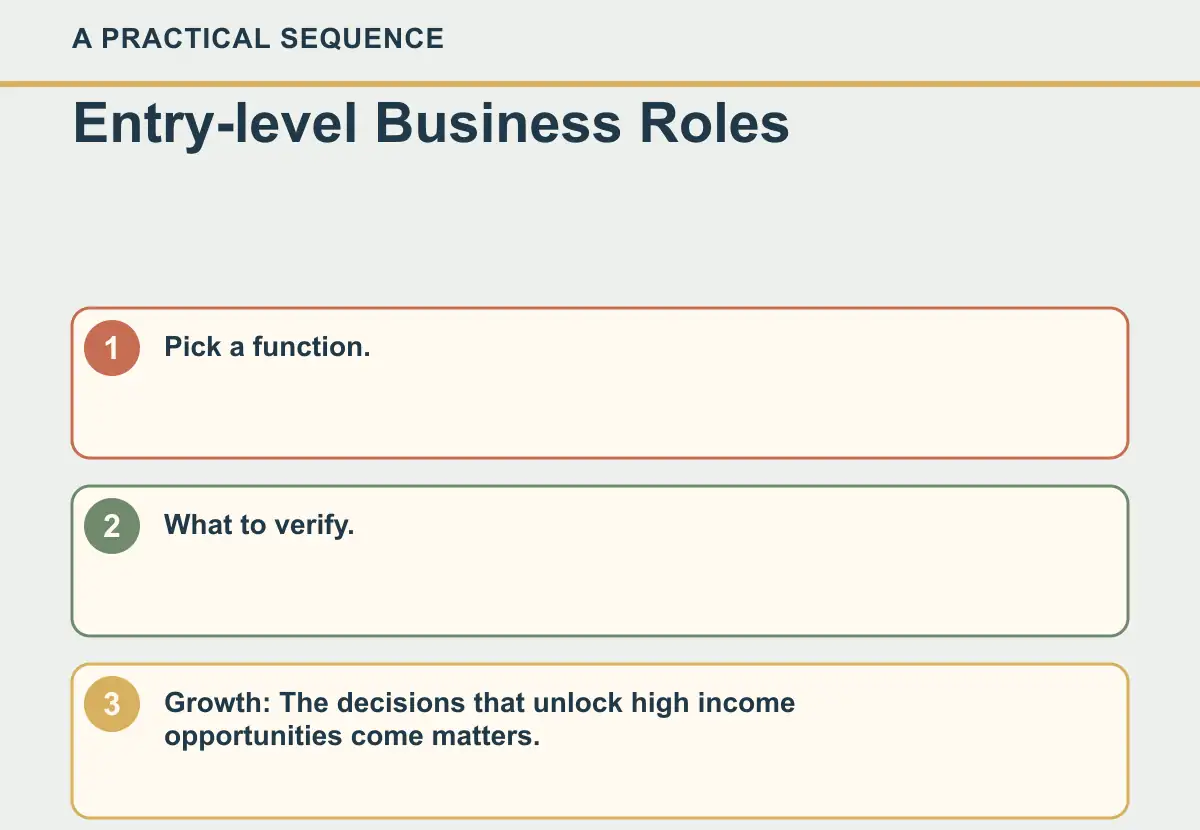 A PRACTICAL SEQUENCE
Entry-level Business Roles
1
Pick a function.
2
What to verify.
3
Growth: The decisions that unlock high income
opportunities come matters.